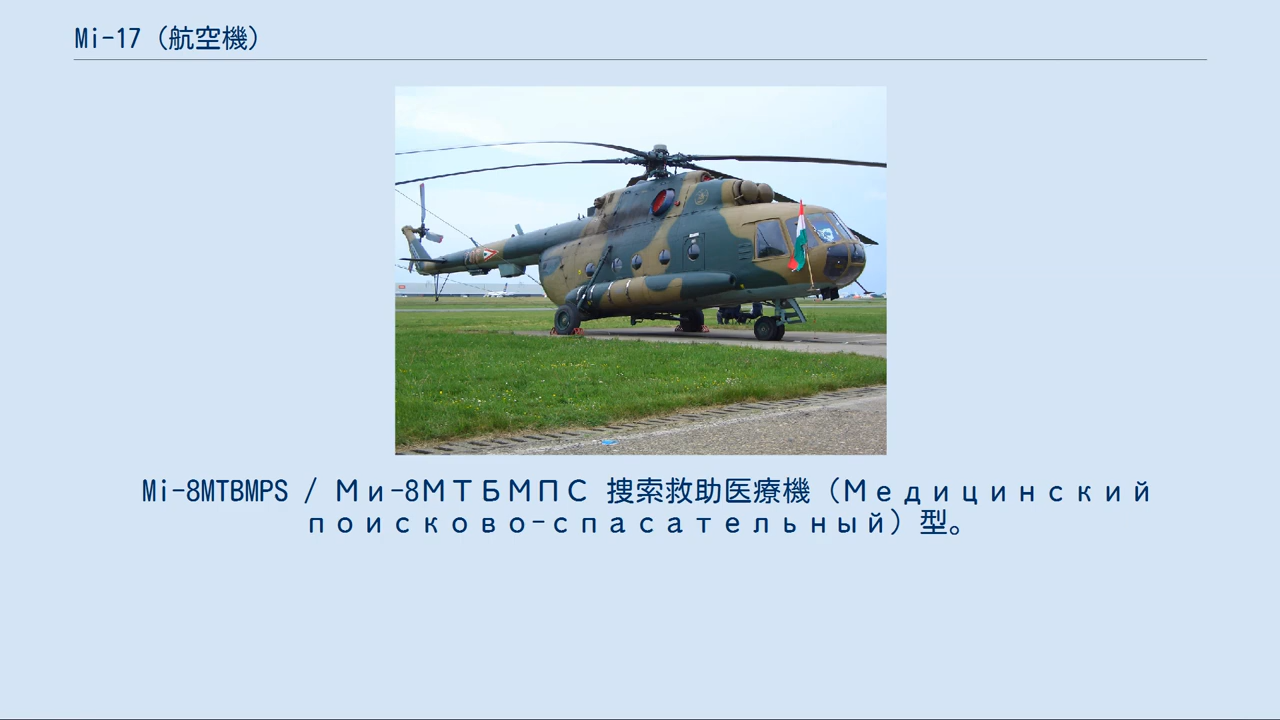 Mi-17（航空機）
Mi-8MTBMPS / Ми-8МТБМПС 捜索救助医療機（Медицинский
поисково-спасательный）型。